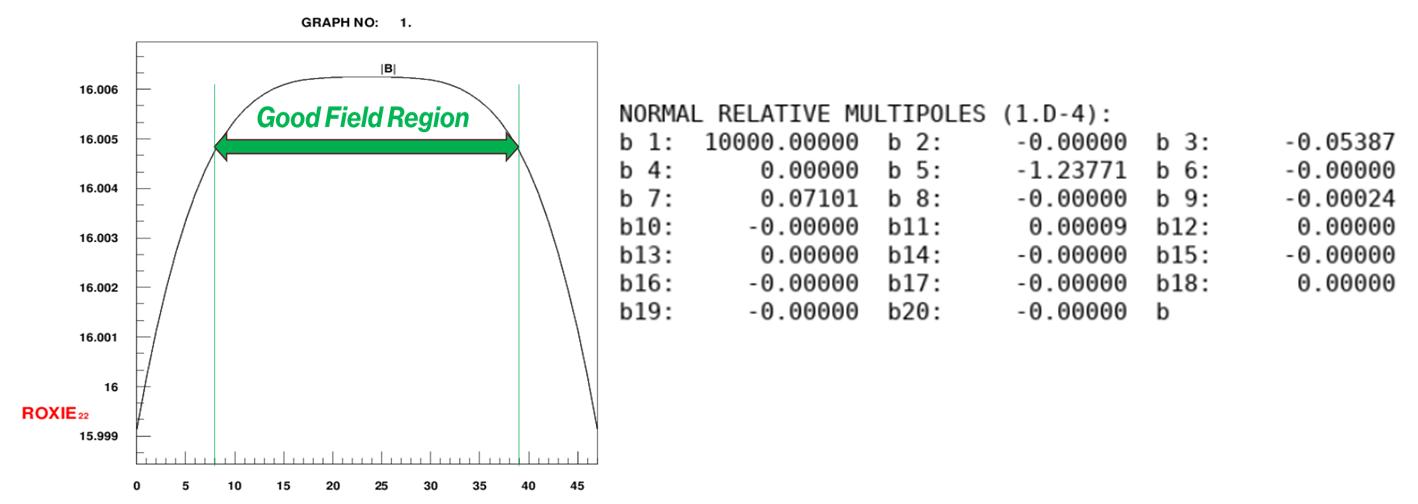 GRAPH NO: 1.
|B|
Good Field Region
16.006
16.005
16.004
16.003
16.002
16.001
16
15.999
ROXIE22
0 5 10 15 20 25 30 35 40 45
NORMAL RELATIVE MULTIPOLES (1.D-4):
b 1: 10000.00000 b 2: -0.00000 b 3: -0.05387
b 4: 0.00000 b 5: -1.23771 b 6: -0.00000
b 7: 0.07101 b 8: -0.00000 b 9: -0.00024
b10: -0.00000 b11: 0.00009 b12: 0.00000
b13: 0.00000 b14: -0.00000 b15: -0.00000
b16: -0.00000 b17: -0.00000 b18: 0.00000
b19: -0.00000 b20: -0.00000 b